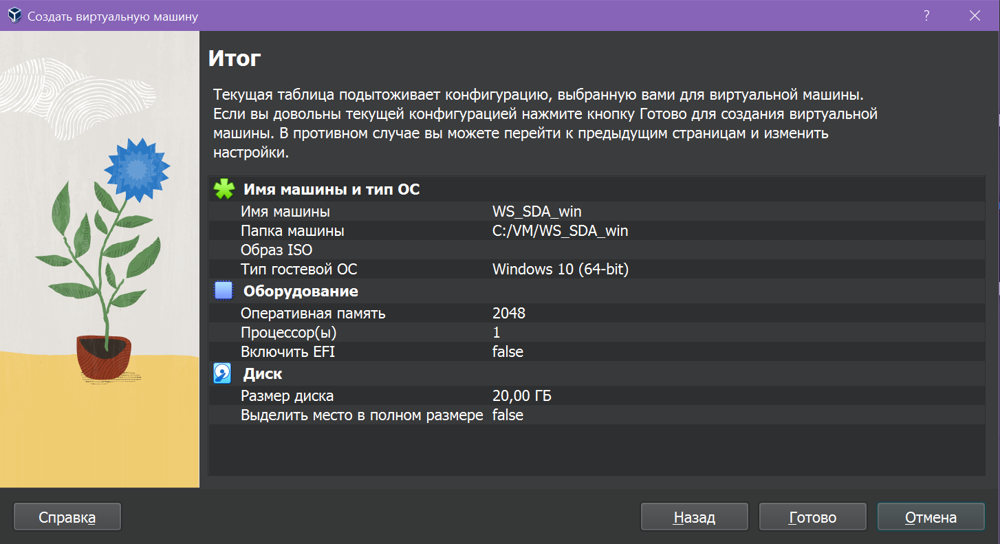 Создать виртуальную машину
?
Итог
Текущая таблица подытоживает конфигурацию, выбранную вами для виртуальной машины.
Если вы довольны текущей конфигурацией нажмите кнопку Готово для создания виртуальной
машины. В противном случае вы можете перейти к предыдущим страницам и изменить
настройки.
Имя машины и тип ОС
Имя машины WS_SDA_win
Папка машины C:/VM/WS_SDA_win
Образ ISO
Тип гостевой ОС Windows 10 (64-bit)
Оборудование
Оперативная память 2048
Процессор(ы) 1
Включить EFI false
Диск
Размер диска 20,00 ГБ
Выделить место в полном размере false
Справка Назад Готово Отмена